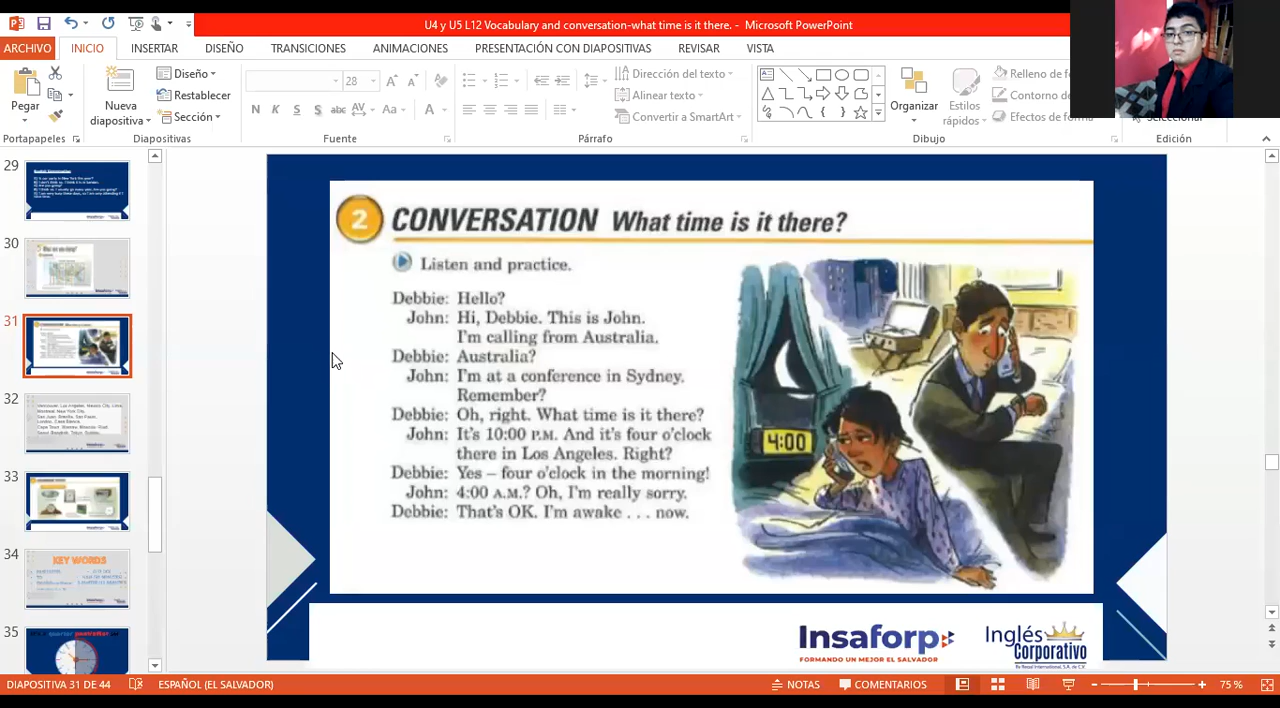 U4 y U5 L12 Vocabulary and conversation-what time is it there. - Microsoft PowerPoint
ARCHIVO INICIO INSERTAR DISEÑO TRANSICIONES ANIMACIONES PRESENTACIÓN CON DIAPOSITIVAS REVISAR VISTA
Pegar
Nueva
diapositiva
Diseño
Restablecer
Sección
28
N K S S abc AV Aa A
Dirección del texto
Alinear texto
Convertir a SmartArt
Organizar
Estilos
rápidos
Relleno de
Contorno de
Efectos de forma
Seleccionar
Portapapeles Diapositivas Fuente Párrafo Dibujo Edición
29
30
31
32
33
34
KEY WORDS
35
2 CONVERSATION What time is it there?
Listen and practice.
Debbie: Hello?
John: Hi, Debbie. This is John.
I'm calling from Australia.
Debbie: Australia?
John: I'm at a conference in Sydney.
Remember?
Debbie: Oh, right. What time is it there?
John: It's 10:00 P.M. And it's four o'clock
there in Los Angeles. Right?
Debbie: Yes – four o'clock in the morning!
John: 4:00 A.M.? Oh, I'm really sorry.
Debbie: That's OK. I'm awake . . . now.
4:00
Insaforp
FORMANDO UN MEJOR EL SALVADOR
Inglés
Corporativo
DIAPOSITIVA 31 DE 44 ESPAÑOL (EL SALVADOR) NOTAS COMENTARIOS 75 %